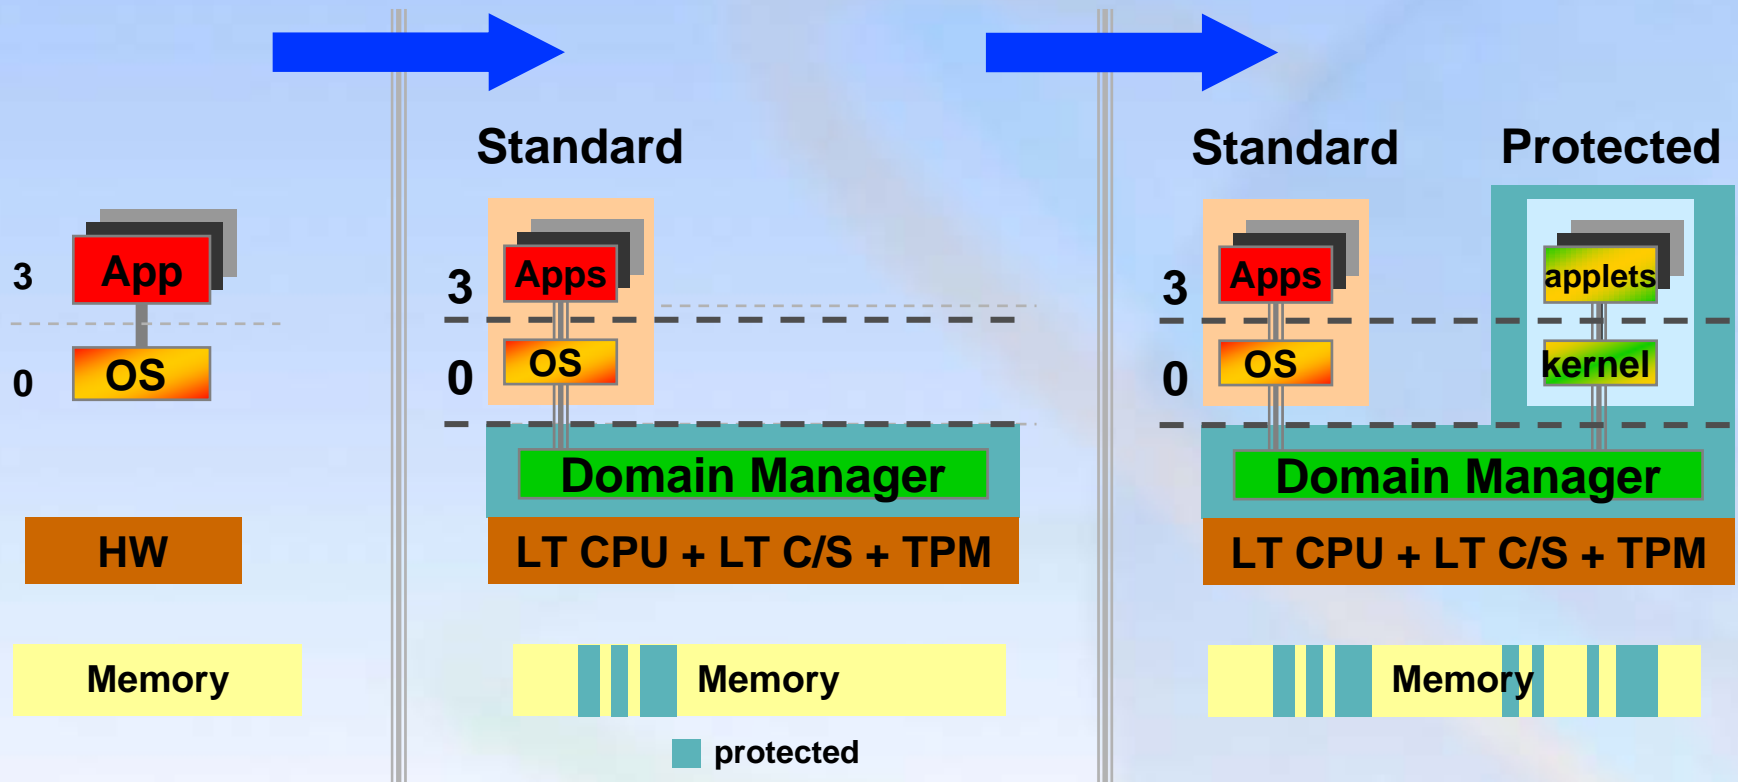 3
App
0
OS
HW
Memory
Standard
3
Apps
0
OS
Domain Manager
LT CPU + LT C/S + TPM
Memory
protected
Standard
Protected
3
Apps
applets
0
OS
kernel
Domain Manager
LT CPU + LT C/S + TPM
Memory